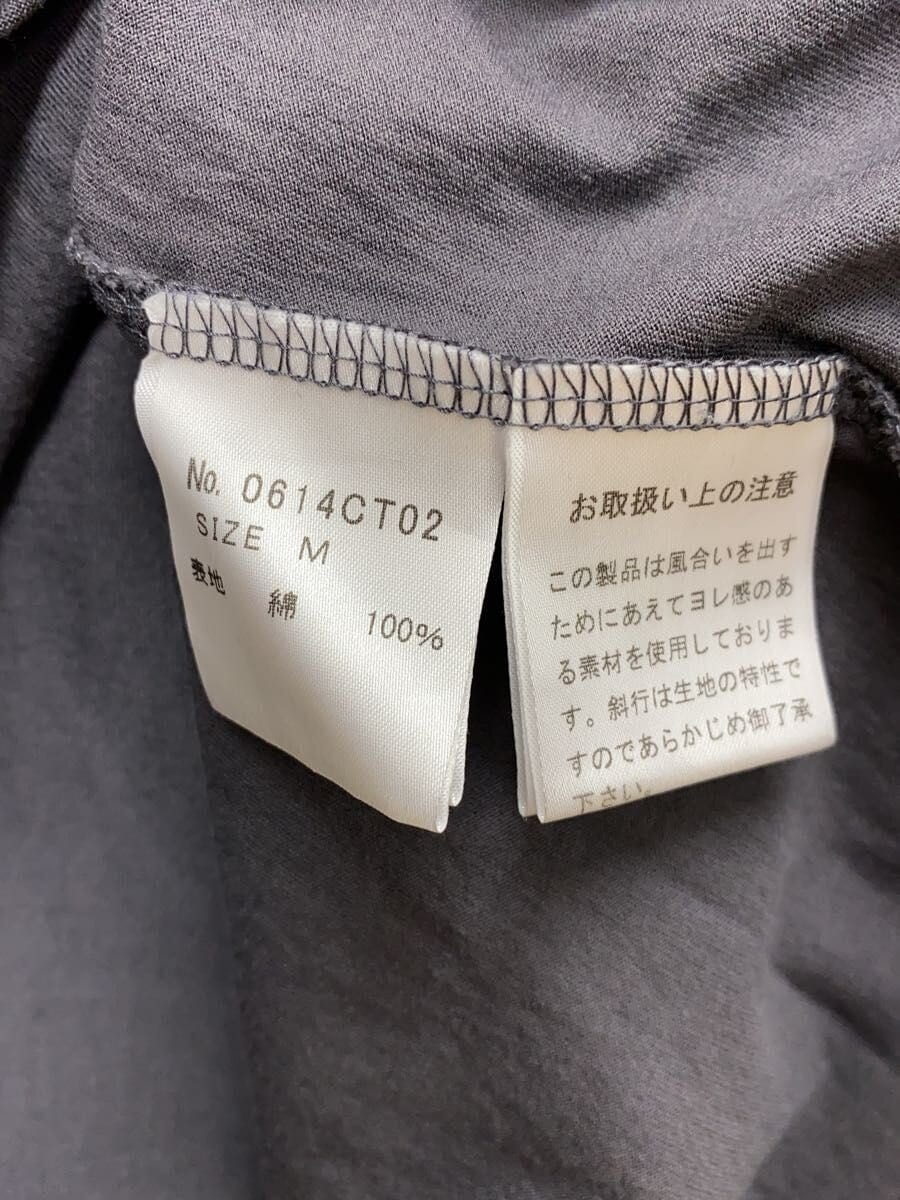 No. 0614CT02
SIZE M
表地 綿 100%
お取扱い上の注意
この製品は風合いを出す
ためにあえてヨレ感のあ
る素材を使用しておりま
す。斜行は生地の特性で
すのであらかじめ御了承
下さい。